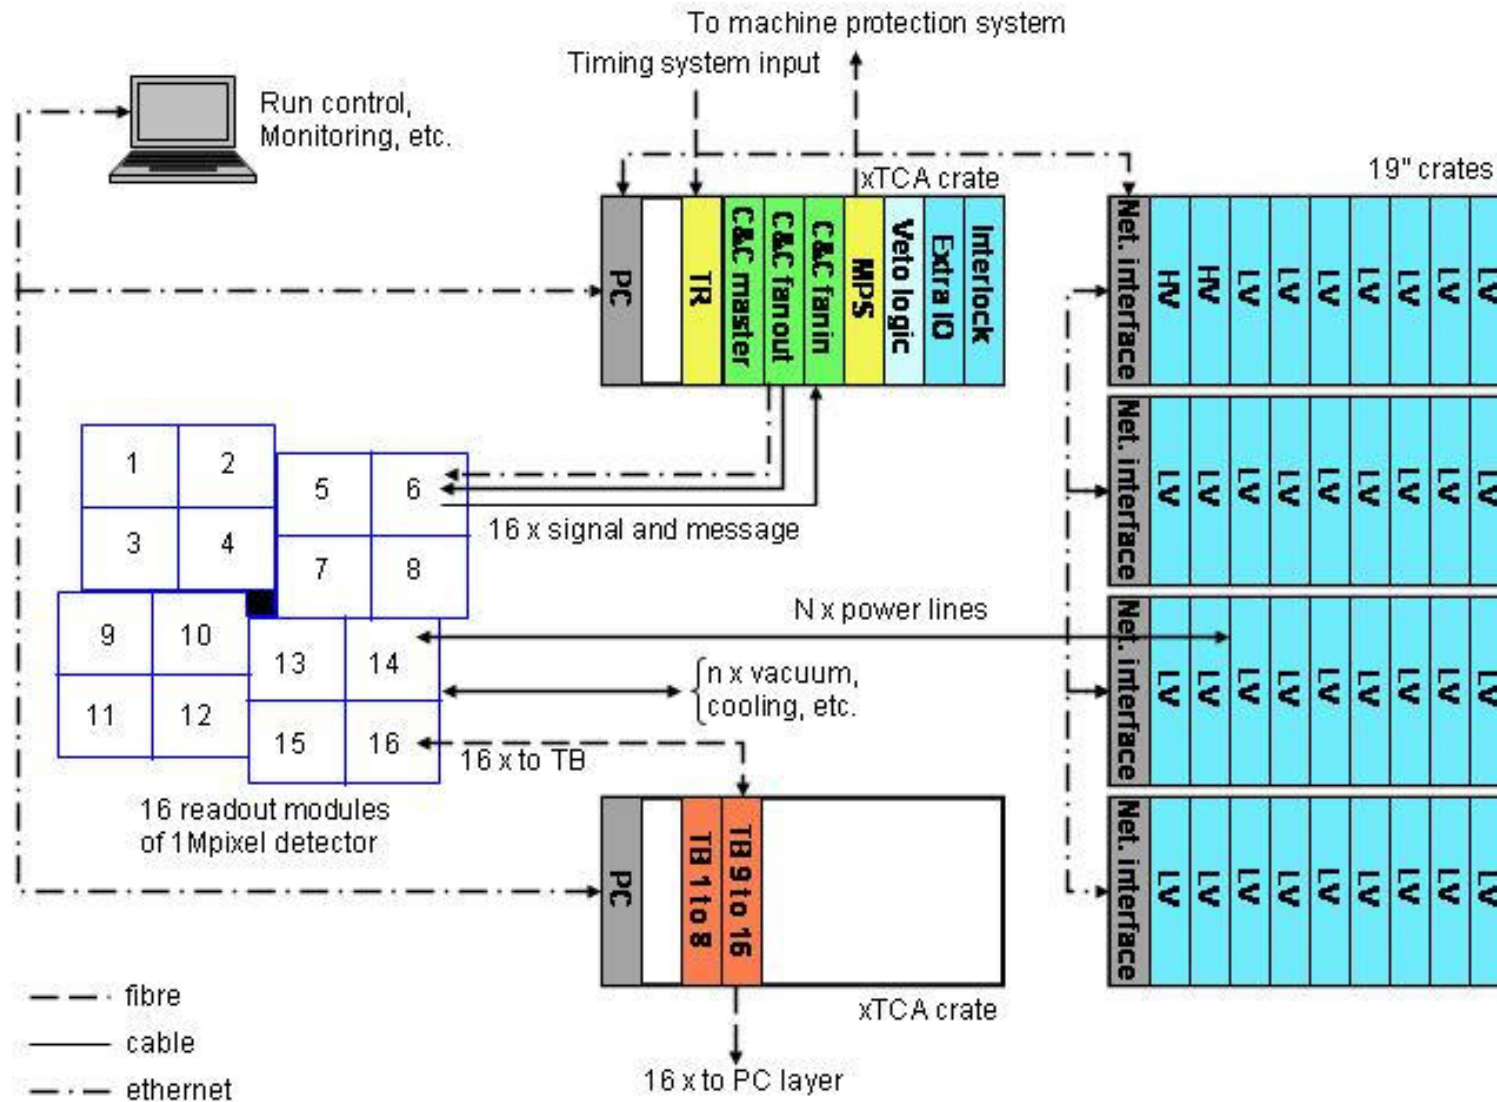 To machine protection system
Timing system input
Run control,
Monitoring, etc.
xTCA crate
19" crates
PC
TR
C&C master
C&C fanout
C&C fanin
MPS
Veto logic
Extra IO
Interlock
Net. interface
HV
HV
LV
LV
LV
LV
LV
LV
LV
Net. interface
LV
LV
LV
LV
LV
LV
LV
LV
LV
1
2
3
4
5
6
7
8
16 x signal and message
9
10
11
12
13
14
15
16
N x power lines
n x vacuum,
cooling, etc.
16 x to TB
16 readout modules
of 1Mpixel detector
Net. interface
LV
LV
LV
LV
LV
LV
LV
LV
LV
PC
TB 1 to 8
TB 9 to 16
xTCA crate
Net. interface
LV
LV
LV
LV
LV
LV
LV
LV
LV
16 x to PC layer
fibre
cable
ethernet